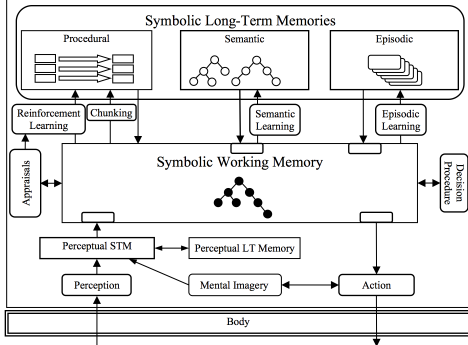 Symbolic Long-Term Memories
Procedural
Semantic
Episodic
Reinforcement
Learning
Chunking
Semantic
Learning
Episodic
Learning
Appraisals
Symbolic Working Memory
Decision
Procedure
Perceptual STM
Perceptual LT Memory
Perception
Mental Imagery
Action
Body